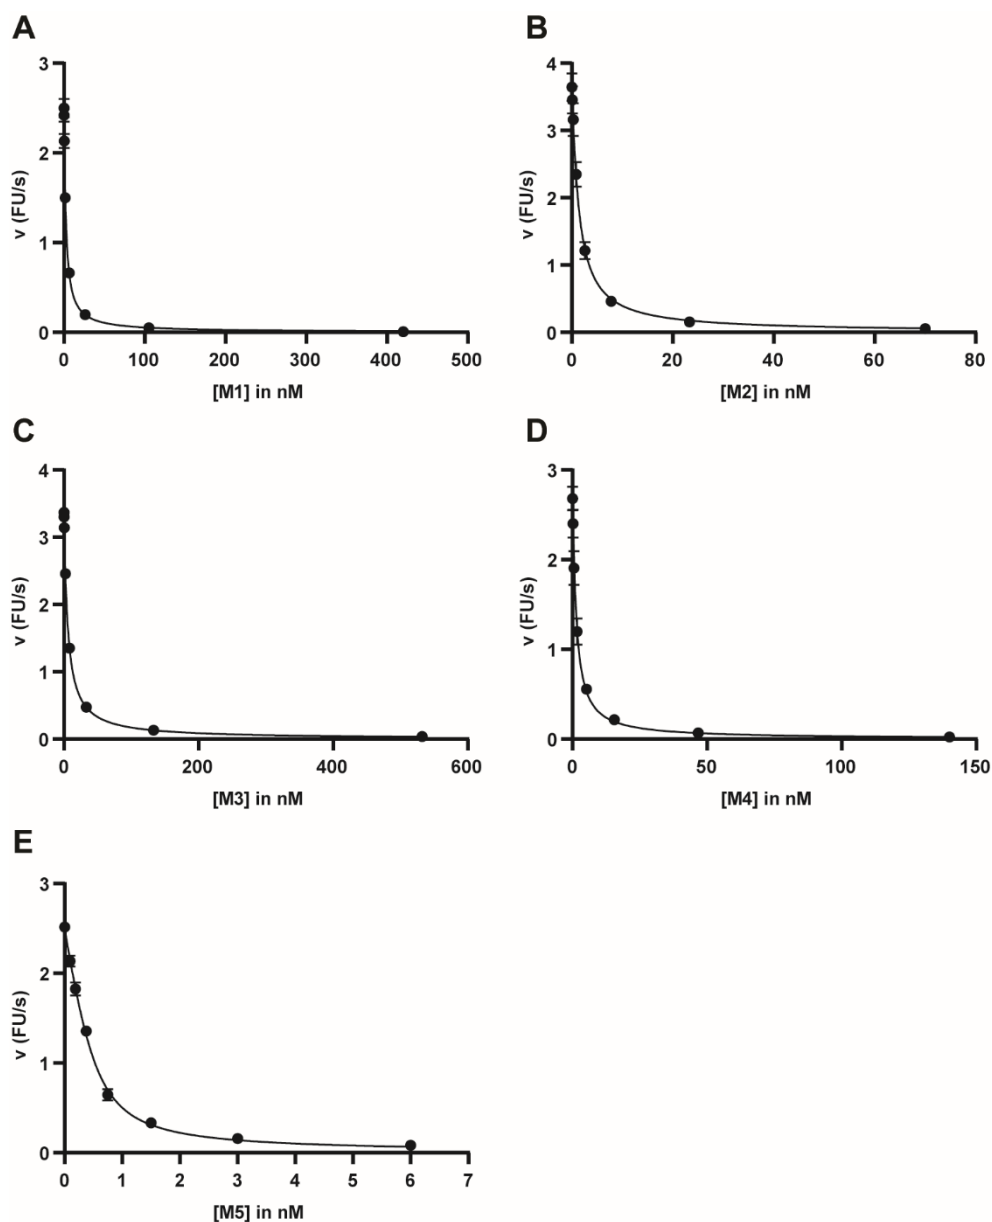 A
3
2
1
0
v (FU/s)
0 100 200 300 400 500
[M1] in nM
B
4
3
2
1
0
v (FU/s)
0 20 40 60 80
[M2] in nM
C
4
3
2
1
0
v (FU/s)
0 200 400 600
[M3] in nM
D
3
2
1
0
v (FU/s)
0 50 100 150
[M4] in nM
E
3
2
1
0
v (FU/s)
0 1 2 3 4 5 6 7
[M5] in nM